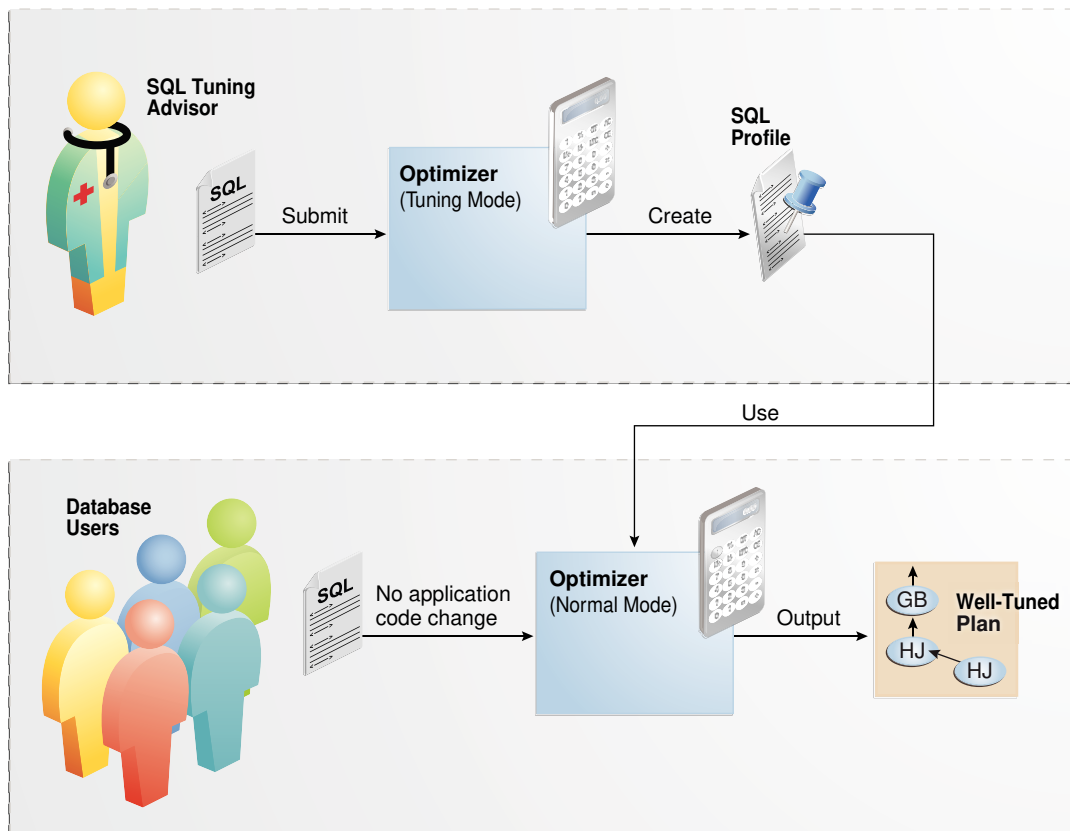 SQL Tuning
Advisor
SQL
Submit
Optimizer
(Tuning Mode)
Create
SQL
Profile
Use
Database
Users
SQL
No application
code change
Optimizer
(Normal Mode)
Output
GB
HJ
HJ
Well-Tuned
Plan